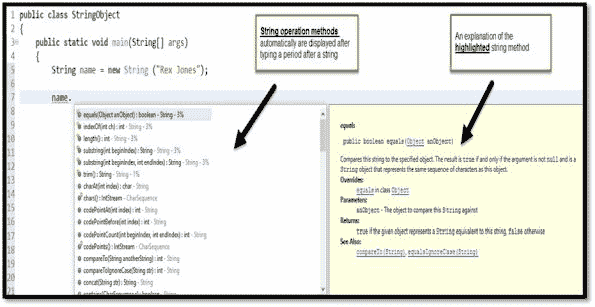 1 public class StringObject
2 {
3 public static void main(String[] args)
4 {
5 String name = new String ("Rex Jones");
6
7 name.
8
9
String operation methods
automatically are displayed after
typing a period after a string
An explanation of the
highlighted string method
equals(Object anObject) : boolean - String - 3%
indexOf(int ch) : int - String - 3%
length() : int - String - 3%
substring(int beginIndex) : String - String - 3%
substring(int beginIndex, int endIndex) : String - String - 3%
trim() : String - String - 1%
charAt(int index) : char - String
chars() : IntStream - CharSequence
codePointAt(int index) : int - String
codePointBefore(int index) : int - String
codePointCount(int beginIndex, int endIndex) : int - String
codePoints() : IntStream - CharSequence
compareTo(String anotherString) : int - String
compareToIgnoreCase(String str) : int - String
concat(String str) : String - String
equals
public boolean equals(Object anObject)
Compares this string to the specified object. The result is true if and only if the argument is not null and is a
String object that represents the same sequence of characters as this object.
Overrides:
equals in class Object
Parameters:
anObject - The object to compare this String against
Returns:
true if the given object represents a String equivalent to this string, false otherwise
See Also:
compareTo(String), equalsIgnoreCase(String)